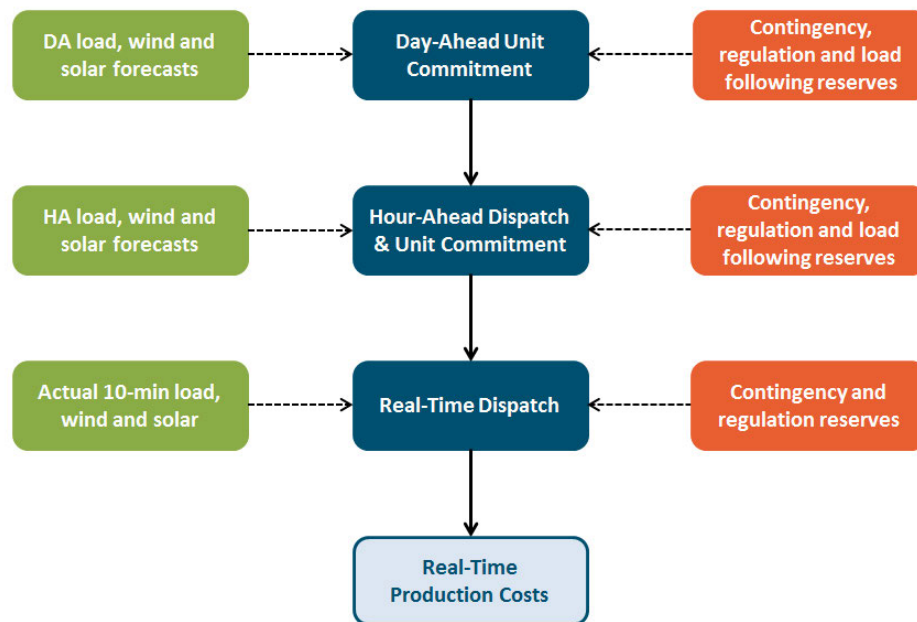 DA load, wind and
solar forecasts
Day-Ahead Unit
Commitment
Contingency,
regulation and load
following reserves
HA load, wind and
solar forecasts
Hour-Ahead Dispatch
& Unit Commitment
Contingency,
regulation and load
following reserves
Actual 10-min load,
wind and solar
Real-Time Dispatch
Contingency and
regulation reserves
Real-Time
Production Costs